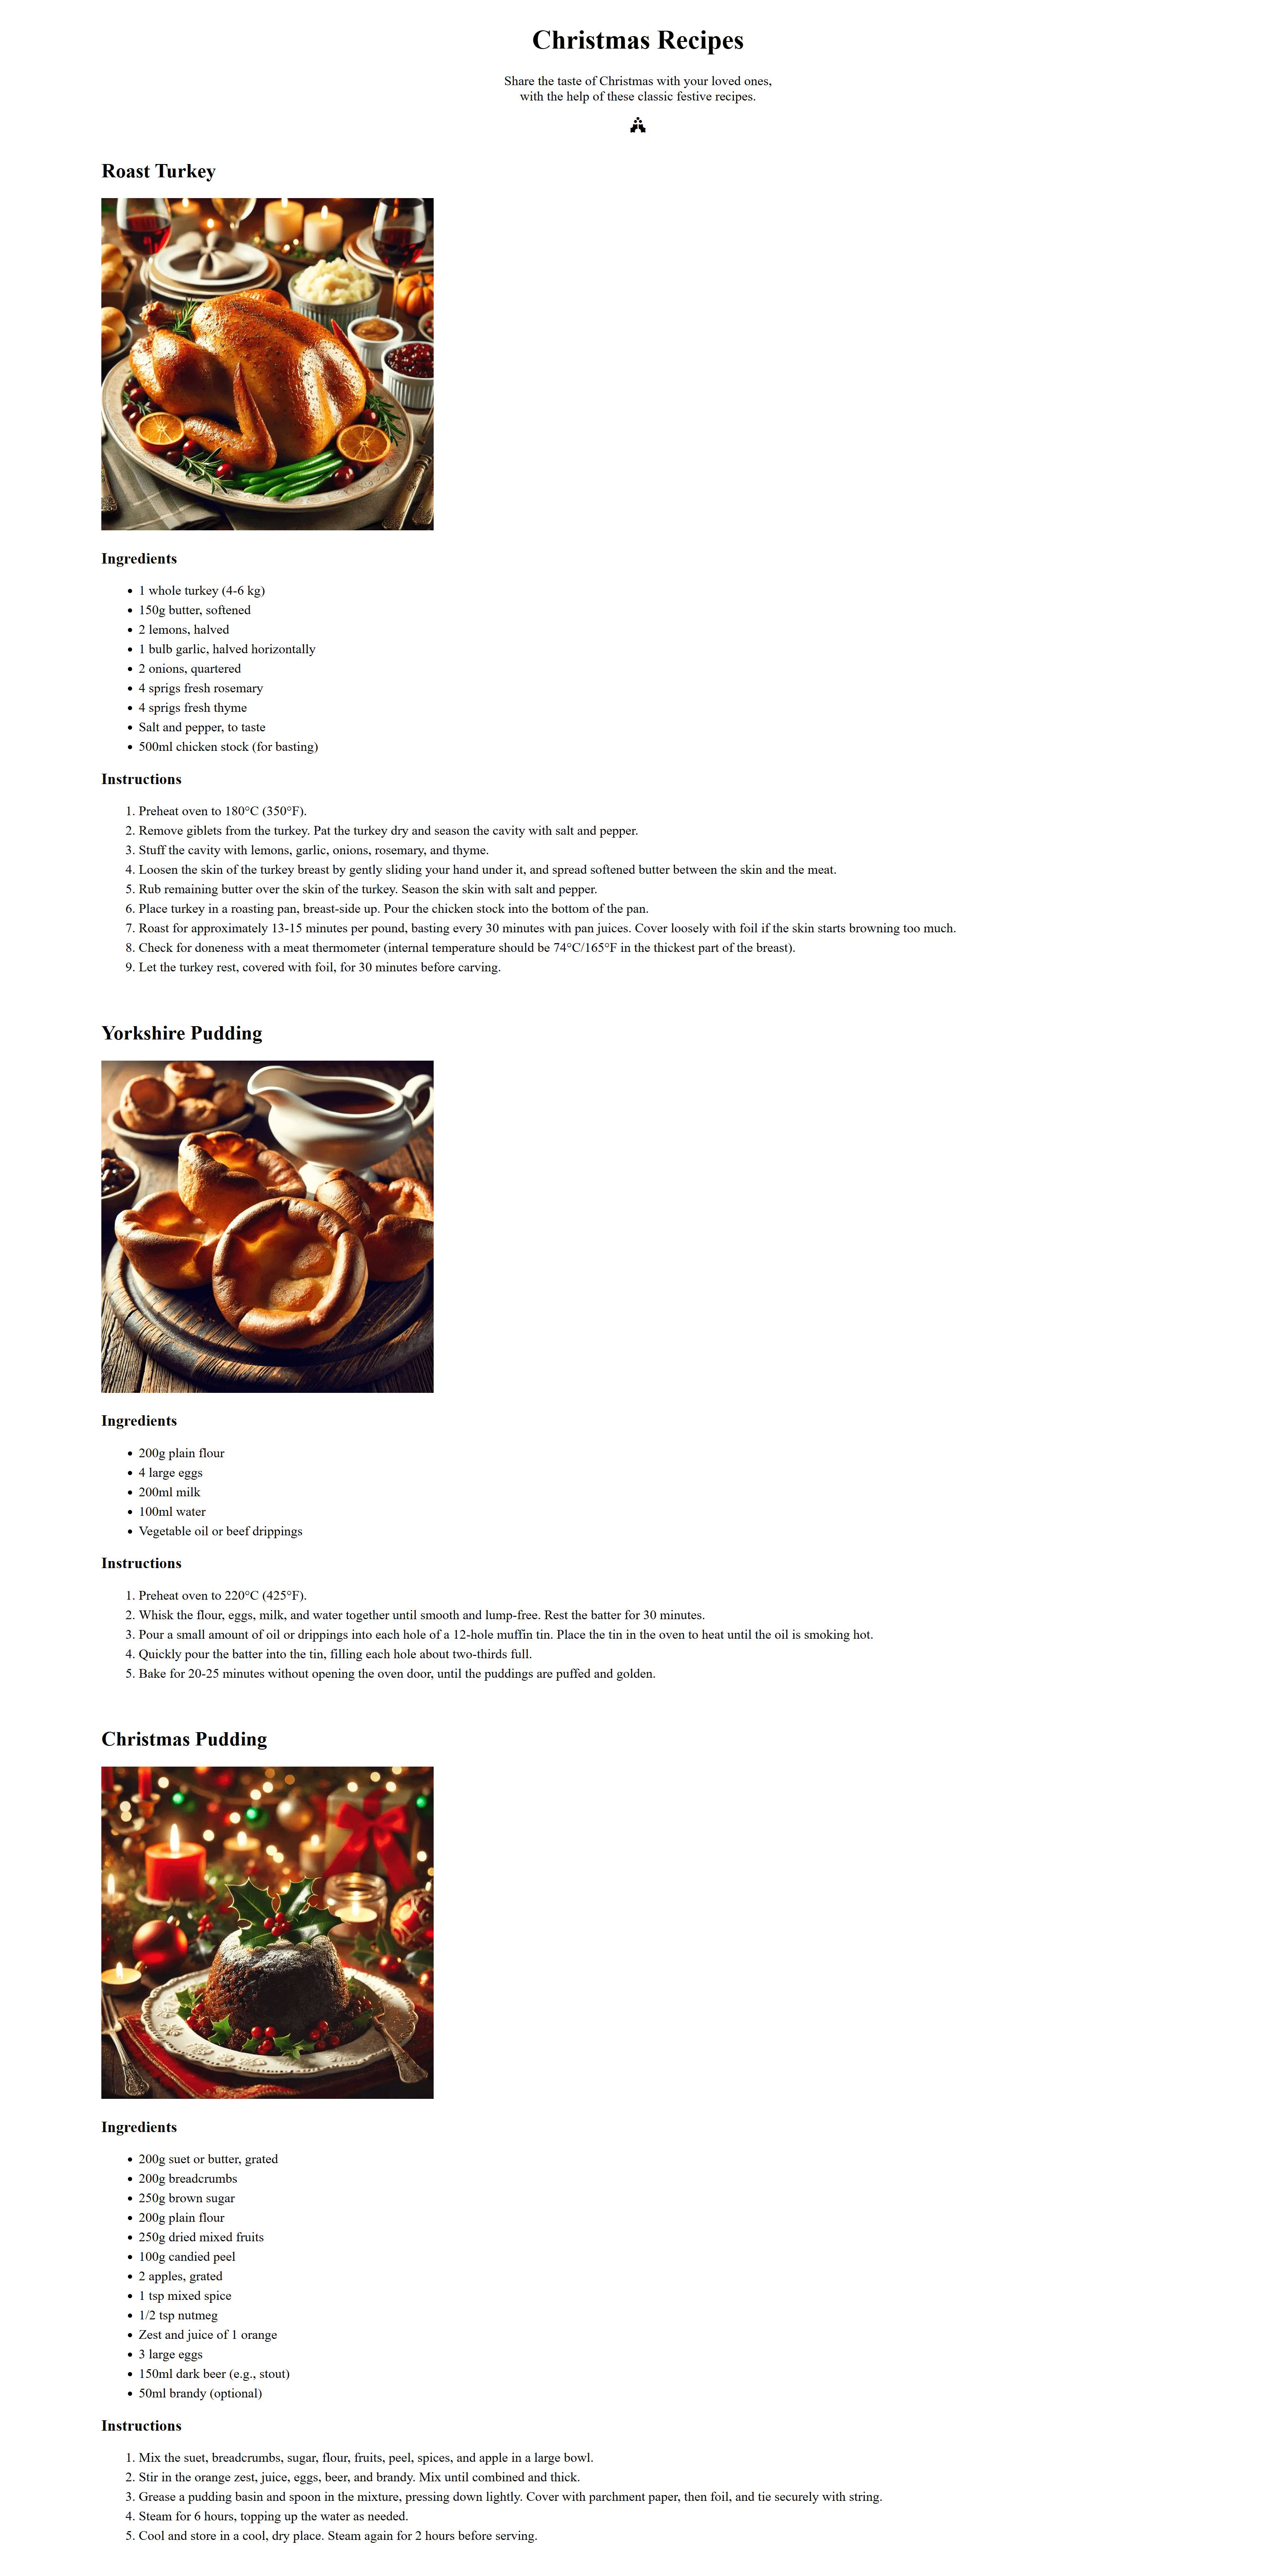 Christmas Recipes
Share the taste of Christmas with your loved ones,
with the help of these classic festive recipes.
Roast Turkey
Ingredients
• 1 whole turkey (4-6 kg)
• 150g butter, softened
• 2 lemons, halved
• 1 bulb garlic, halved horizontally
• 2 onions, quartered
• 4 sprigs fresh rosemary
• 4 sprigs fresh thyme
• Salt and pepper, to taste
• 500ml chicken stock (for basting)
Instructions
1. Preheat oven to 180°C (350°F).
2. Remove giblets from the turkey. Pat the turkey dry and season the cavity with salt and pepper.
3. Stuff the cavity with lemons, garlic, onions, rosemary, and thyme.
4. Loosen the skin of the turkey breast by gently sliding your hand under it, and spread softened butter between the skin and the meat.
5. Rub remaining butter over the skin of the turkey. Season the skin with salt and pepper.
6. Place turkey in a roasting pan, breast-side up. Pour the chicken stock into the bottom of the pan.
7. Roast for approximately 13-15 minutes per pound, basting every 30 minutes with pan juices. Cover loosely with foil if the skin starts browning too much.
8. Check for doneness with a meat thermometer (internal temperature should be 74°C/165°F in the thickest part of the breast).
9. Let the turkey rest, covered with foil, for 30 minutes before carving.
Yorkshire Pudding
Ingredients
• 200g plain flour
• 4 large eggs
• 200ml milk
• 100ml water
• Vegetable oil or beef drippings
Instructions
1. Preheat oven to 220°C (425°F).
2. Whisk the flour, eggs, milk, and water together until smooth and lump-free. Rest the batter for 30 minutes.
3. Pour a small amount of oil or drippings into each hole of a 12-hole muffin tin. Place the tin in the oven to heat until the oil is smoking hot.
4. Quickly pour the batter into the tin, filling each hole about two-thirds full.
5. Bake for 20-25 minutes without opening the oven door, until the puddings are puffed and golden.
Christmas Pudding
Ingredients
• 200g suet or butter, grated
• 200g breadcrumbs
• 250g brown sugar
• 200g plain flour
• 250g dried mixed fruits
• 100g candied peel
• 2 apples, grated
• 1 tsp mixed spice
• 1/2 tsp nutmeg
• Zest and juice of 1 orange
• 3 large eggs
• 150ml dark beer (e.g., stout)
• 50ml brandy (optional)
Instructions
1. Mix the suet, breadcrumbs, sugar, flour, fruits, peel, spices, and apple in a large bowl.
2. Stir in the orange zest, juice, eggs, beer, and brandy. Mix until combined and thick.
3. Grease a pudding basin and spoon in the mixture, pressing down lightly. Cover with parchment paper, then foil, and tie securely with string.
4. Steam for 6 hours, topping up the water as needed.
5. Cool and store in a cool, dry place. Steam again for 2 hours before serving.